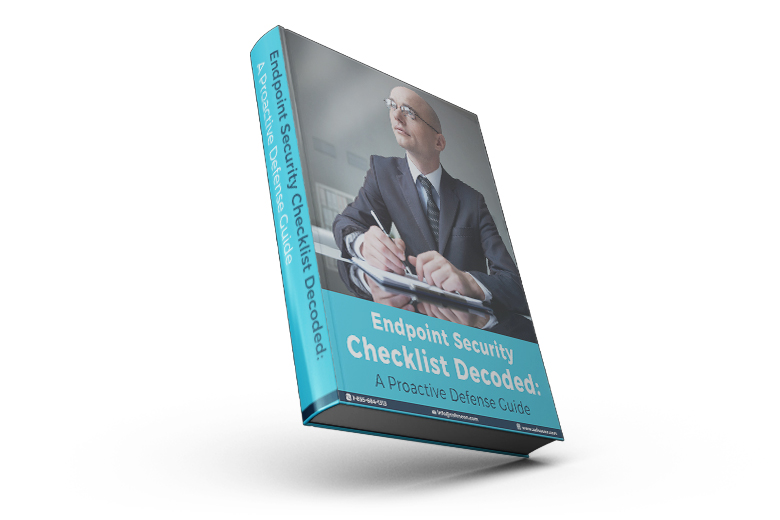 Endpoint Security Checklist Decoded:
A Proactive Defense Guide
Endpoint Security
Checklist Decoded:
A Proactive Defense Guide